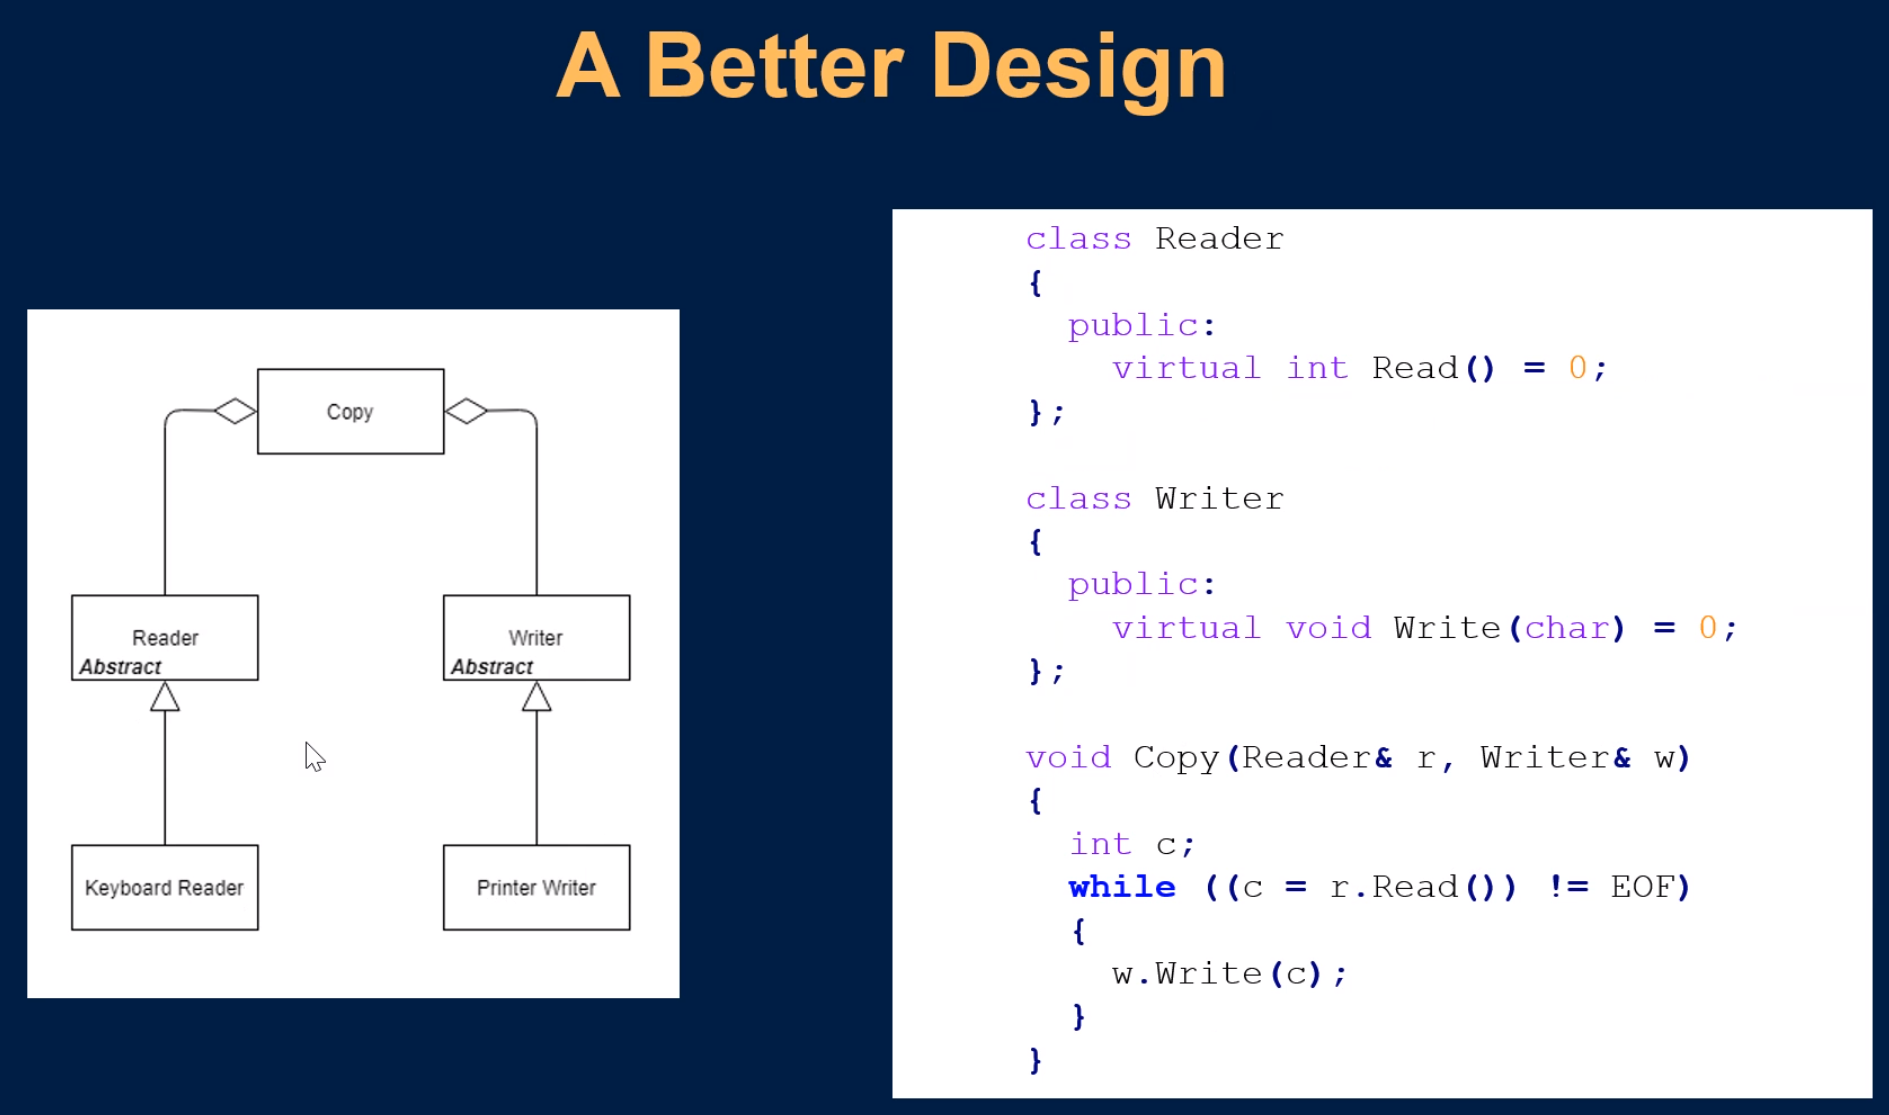 A Better Design
Copy
Reader
Abstract
Writer
Abstract
Keyboard Reader
Printer Writer
class Reader
{
public:
virtual int Read() = 0;
};
class Writer
{
public:
virtual void Write(char) = 0;
};
void Copy(Reader& r, Writer& w)
{
int c;
while ((c = r.Read()) != EOF)
{
w.Write(c);
}
}